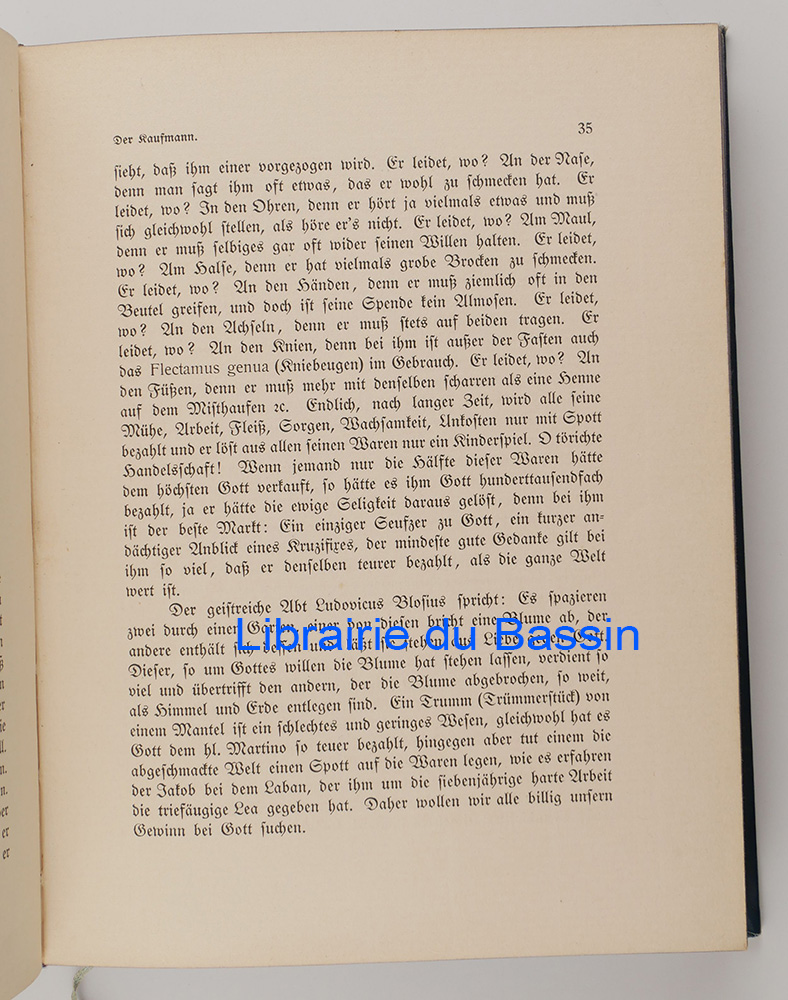 Der Kaufmann. 35
sieht, daß ihm einer vorgezogen wird. Er leidet, wo? An der Nase,
denn man sagt ihm oft etwas, das er wohl zu schmecken hat. Er
leidet, wo? In den Ohren, denn er hört ja vielmals etwas und muß
sich gleichwohl stellen, als höre er's nicht. Er leidet, wo? Am Maul,
denn er muß selbiges gar oft wider seinen Willen halten. Er leidet,
wo? Am Halse, denn er hat vielmals grobe Brocken zu schmecken.
Er leidet, wo? An den Händen, denn er muß ziemlich oft in den
Beutel greifen, und doch ist seine Spende kein Almosen. Er leidet,
wo? An den Achseln, denn er muß stets auf beiden tragen. Er
leidet, wo? An den Knien, denn bei ihm ist außer der Fasten auch
das Flectamus genua (Kniebeugen) im Gebrauch. Er leidet, wo? An
den Füßen, denn er muß mehr mit denselben scharren als eine Henne
auf dem Misthaufen ꝛc. Endlich, nach langer Zeit, wird alle seine
Mühe, Arbeit, Fleiß, Sorgen, Wachsamkeit, Unkosten nur mit Spott
bezahlt und er löst aus allen seinen Waren nur ein Kinderspiel. O törichte
Handelsschaft! Wenn jemand nur die Hälfte dieser Waren hätte
dem höchsten Gott verkauft, so hätte es ihm Gott hunderttausendfach
bezahlt, ja er hätte die ewige Seligkeit daraus gelöst, denn bei ihm
ist der beste Markt: Ein einziger Seufzer zu Gott, ein kurzer an-
dächtiger Anblick eines Kruzifixes, der mindeste gute Gedanke gilt bei
ihm so viel, daß er denselben teurer bezahlt, als die ganze Welt
wert ist.
Der geistreiche Abt Ludovicus Blosius spricht: Es spazieren
zwei durch einen Garten, einer von diesen bricht eine Blume ab, der
andere enthält sich dessen und läßt sie stehen aus Liebe gegen Gott.
Librairie du Bassin
Dieser, so um Gottes willen die Blume hat stehen lassen, verdient so
viel und übertrifft den andern, der die Blume abgebrochen, so weit,
als Himmel und Erde entlegen sind. Ein Trumm (Trümmerstück) von
einem Mantel ist ein schlechtes und geringes Wesen, gleichwohl hat es
Gott dem hl. Martino so teuer bezahlt, hingegen aber tut einem die
abgeschmackte Welt einen Spott auf die Waren legen, wie es erfahren
der Jakob bei dem Laban, der ihm um die siebenjährige harte Arbeit
die triefäugige Lea gegeben hat. Daher wollen wir alle billig unsern
Gewinn bei Gott suchen.